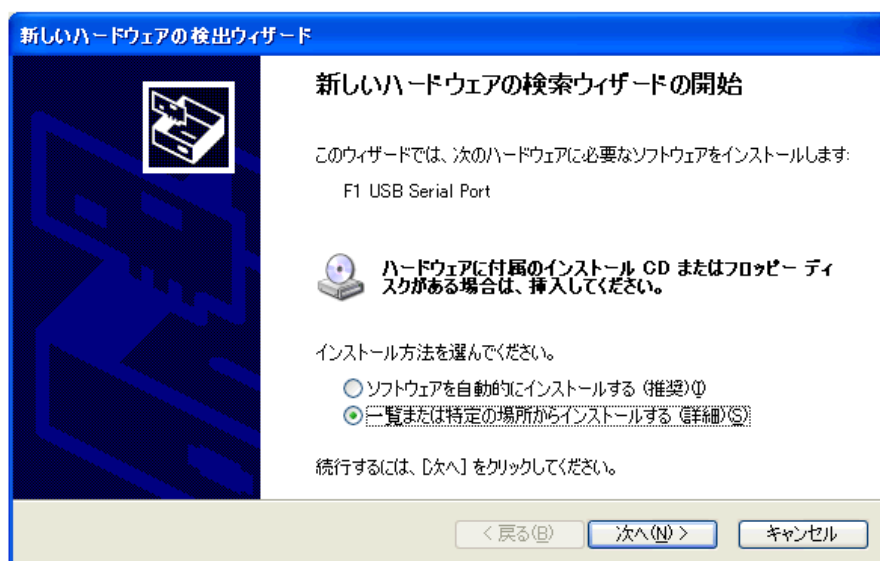 新しいハードウェアの検出ウィザード
新しいハードウェアの検索ウィザードの開始
このウィザードでは、次のハードウェアに必要なソフトウェアをインストールします:
F1 USB Serial Port
ハードウェアに付属のインストール CD またはフロッピー ディ
スクがある場合は、挿入してください。
インストール方法を選んでください。
ソフトウェアを自動的にインストールする (推奨)(I)
一覧または特定の場所からインストールする (詳細)(S)
続行するには、[次へ] をクリックしてください。
< 戻る(B) 次へ(N) > キャンセル